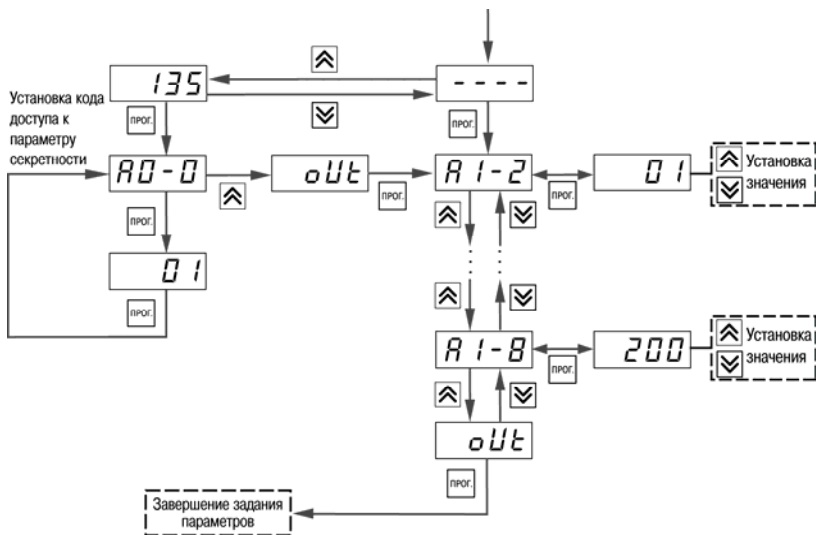 135
- - - -
Установка кода
доступа к
параметру
секретности
ПРОГ.
ПРОГ.
A0-0
oUt
A1-2
01
Установка
значения
ПРОГ.
ПРОГ.
ПРОГ.
01
ПРОГ.
A1-8
200
Установка
значения
ПРОГ.
oUt
ПРОГ.
Завершение задания
параметров